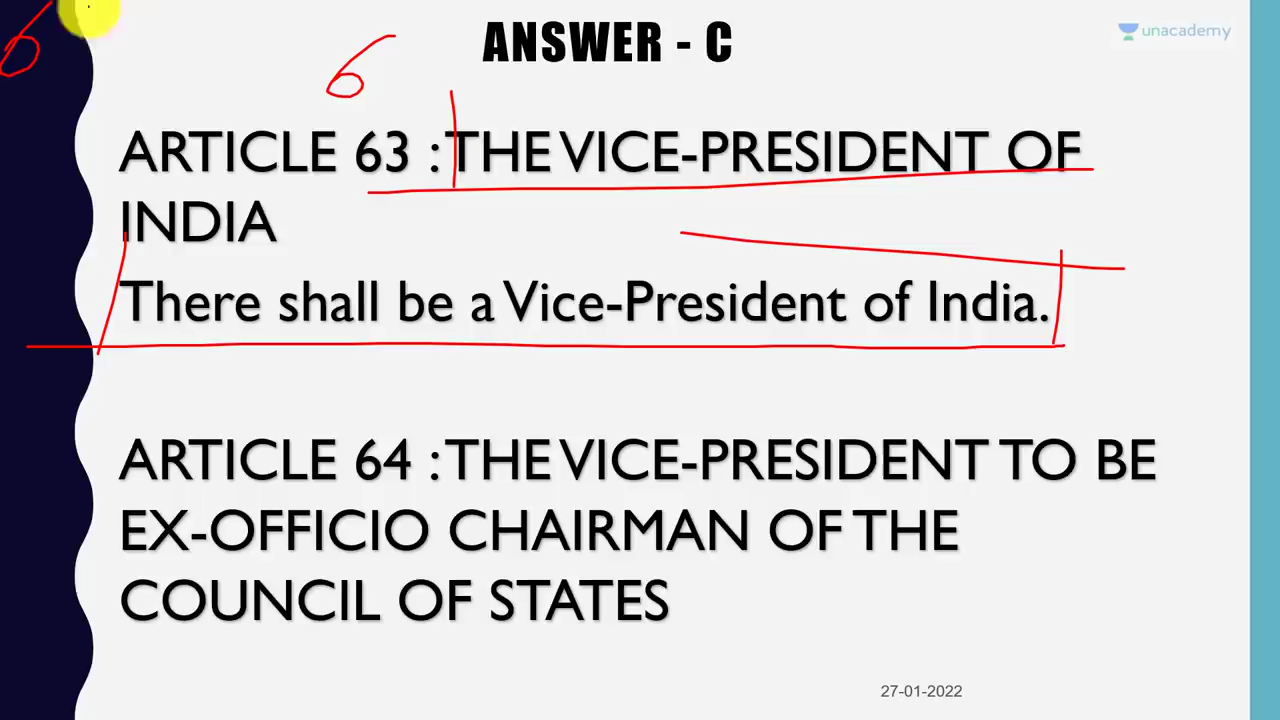 ANSWER - C
unacademy
6
6
ARTICLE 63 : THE VICE-PRESIDENT OF
INDIA
There shall be a Vice-President of India.
ARTICLE 64 : THE VICE-PRESIDENT TO BE
EX-OFFICIO CHAIRMAN OF THE
COUNCIL OF STATES
27-01-2022